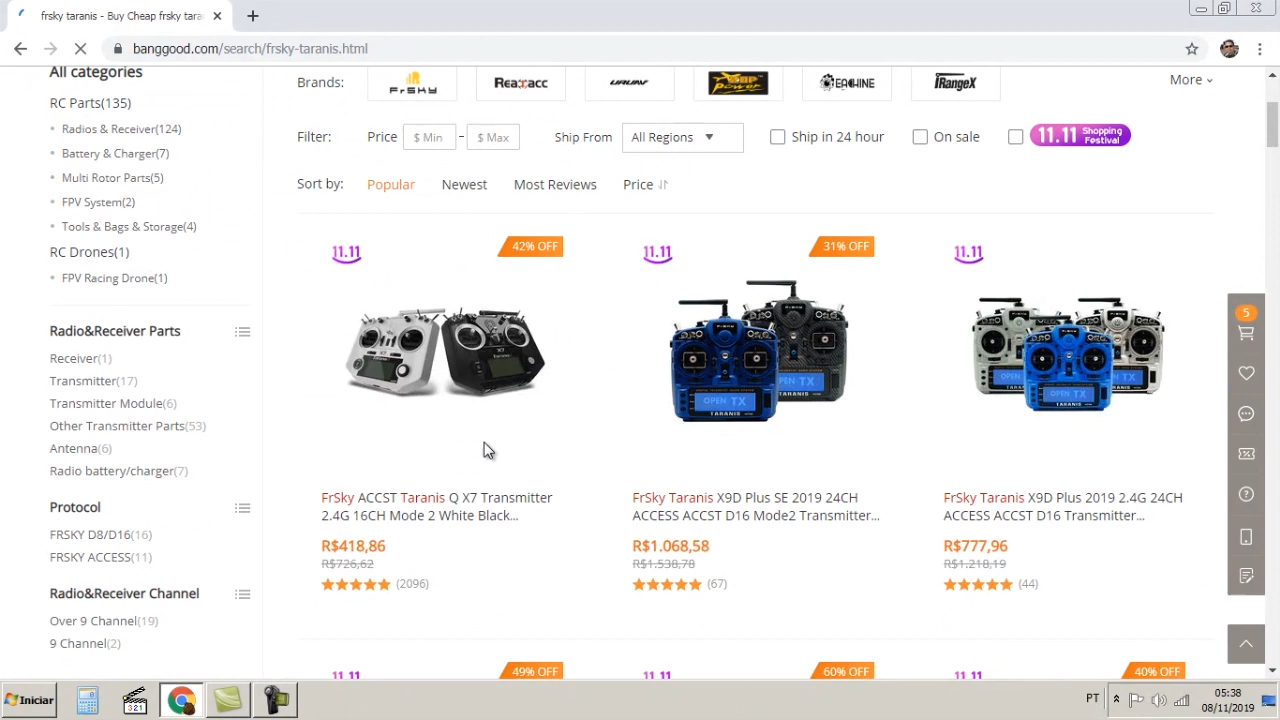 frsky taranis - Buy Cheap frsky tara
banggood.com/search/frsky-taranis.html
All categories
RC Parts(135)
Radios & Receiver(124)
Battery & Charger(7)
Multi Rotor Parts(5)
FPV System(2)
Tools & Bags & Storage(4)
RC Drones(1)
FPV Racing Drone(1)
Radio&Receiver Parts
Receiver(1)
Transmitter(17)
Transmitter Module(6)
Other Transmitter Parts(53)
Antenna(6)
Radio battery/charger(7)
Protocol
FRSKY D8/D16(16)
FRSKY ACCESS(11)
Radio&Receiver Channel
Over 9 Channel(19)
9 Channel(2)
Brands: FrSKY Reaxacc URUAV ZOP Power EACHINE iRangeX More
Filter: Price $ Min - $ Max Ship From All Regions Ship in 24 hour On sale 11.11 Shopping Festival
Sort by: Popular Newest Most Reviews Price
11.11 42% OFF
FrSky ACCST Taranis Q X7 Transmitter
2.4G 16CH Mode 2 White Black...
R$418,86
R$726,62
(2096)
11.11 31% OFF
OPEN TX
TARANIS
FrSky Taranis X9D Plus SE 2019 24CH
ACCESS ACCST D16 Mode2 Transmitter...
R$1.068,58
R$1.538,78
(67)
11.11
OPEN TX
TARANIS
FrSky Taranis X9D Plus 2019 2.4G 24CH
ACCESS ACCST D16 Transmitter...
R$777,96
R$1.218,19
(44)
11.11 49% OFF
11.11 60% OFF
11.11 40% OFF
5
Iniciar
321
PT
05:38
08/11/2019